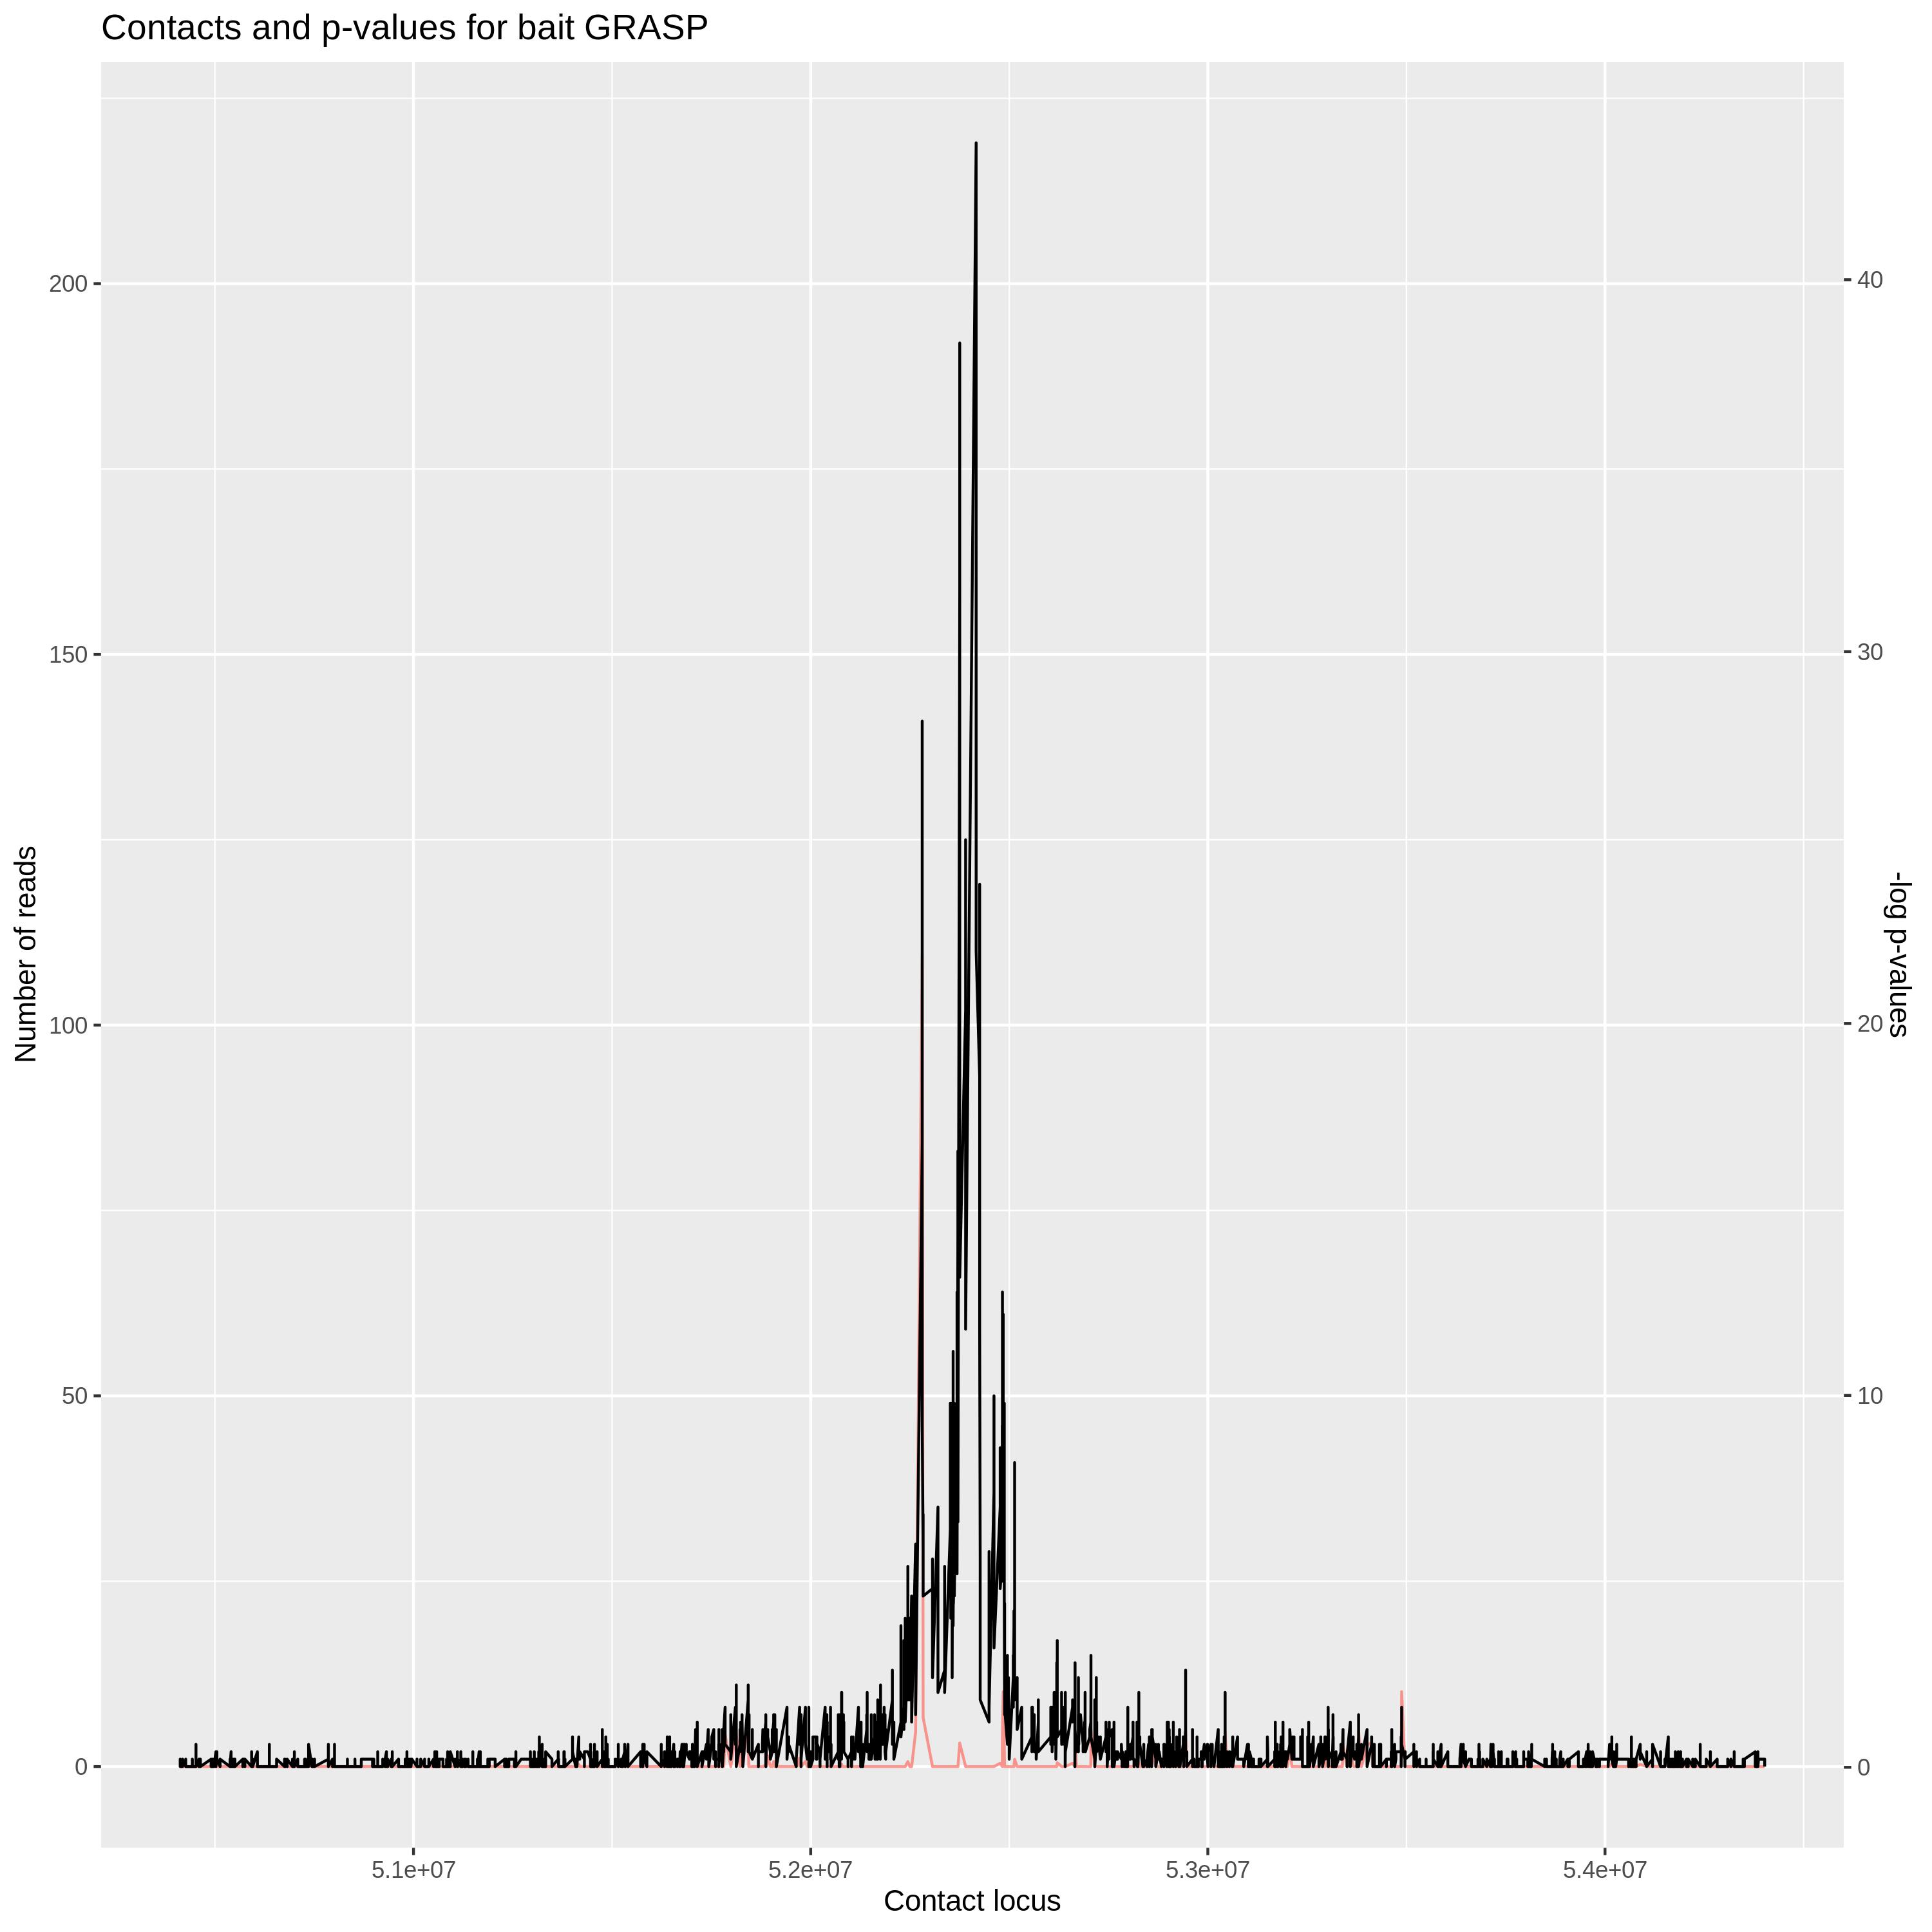 Contacts and p-values for bait GRASP
Number of reads
200
150
100
50
0
40
30
20
10
0
-log p-values
5.1e+07 5.2e+07 5.3e+07 5.4e+07
Contact locus